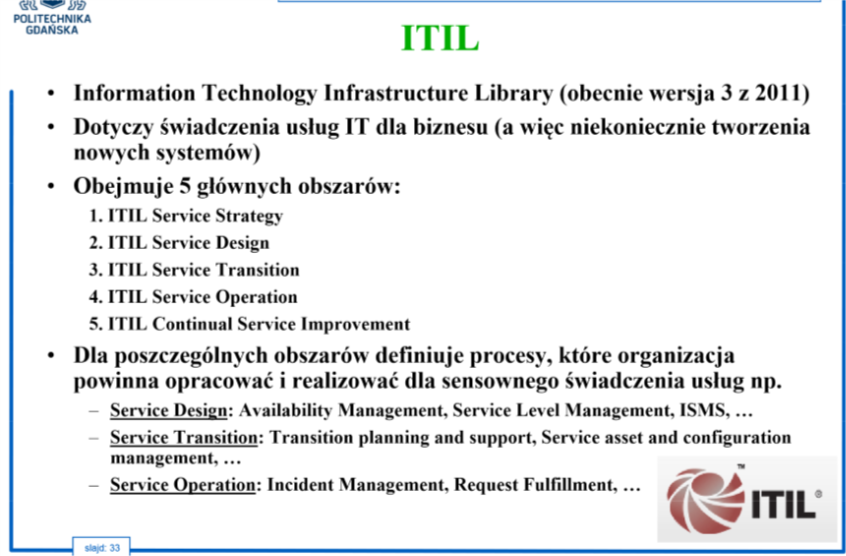 POLITECHNIKA
GDAŃSKA
ITIL
• Information Technology Infrastructure Library (obecnie wersja 3 z 2011)
• Dotyczy świadczenia usług IT dla biznesu (a więc niekoniecznie tworzenia
nowych systemów)
• Obejmuje 5 głównych obszarów:
1. ITIL Service Strategy
2. ITIL Service Design
3. ITIL Service Transition
4. ITIL Service Operation
5. ITIL Continual Service Improvement
• Dla poszczególnych obszarów definiuje procesy, które organizacja
powinna opracować i realizować dla sensownego świadczenia usług np.
– Service Design: Availability Management, Service Level Management, ISMS, …
– Service Transition: Transition planning and support, Service asset and configuration
management, …
– Service Operation: Incident Management, Request Fulfillment, …
™
ITIL®
slajd: 33